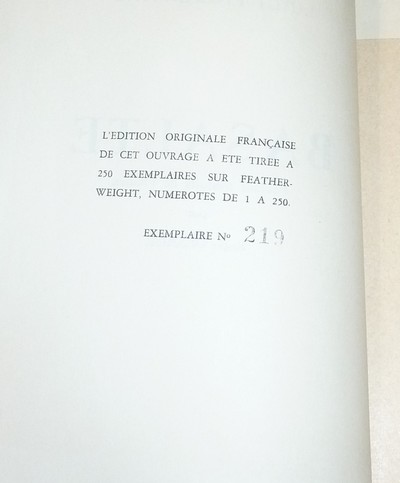 L'EDITION ORIGINALE FRANÇAISE
DE CET OUVRAGE A ETE TIREE A
250 EXEMPLAIRES SUR FEATHER-
WEIGHT, NUMEROTES DE 1 A 250.
EXEMPLAIRE Nº 219